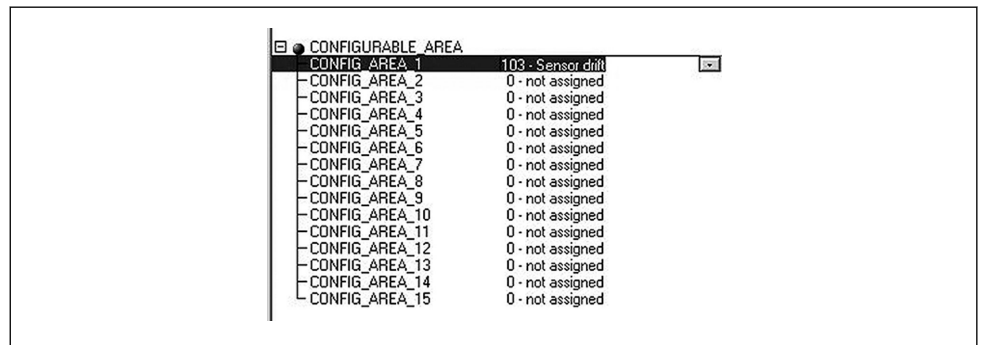 CONFIGURABLE_AREA
CONFIG_AREA_1 103 - Sensor drift
CONFIG_AREA_2 0 - not assigned
CONFIG_AREA_3 0 - not assigned
CONFIG_AREA_4 0 - not assigned
CONFIG_AREA_5 0 - not assigned
CONFIG_AREA_6 0 - not assigned
CONFIG_AREA_7 0 - not assigned
CONFIG_AREA_8 0 - not assigned
CONFIG_AREA_9 0 - not assigned
CONFIG_AREA_10 0 - not assigned
CONFIG_AREA_11 0 - not assigned
CONFIG_AREA_12 0 - not assigned
CONFIG_AREA_13 0 - not assigned
CONFIG_AREA_14 0 - not assigned
CONFIG_AREA_15 0 - not assigned